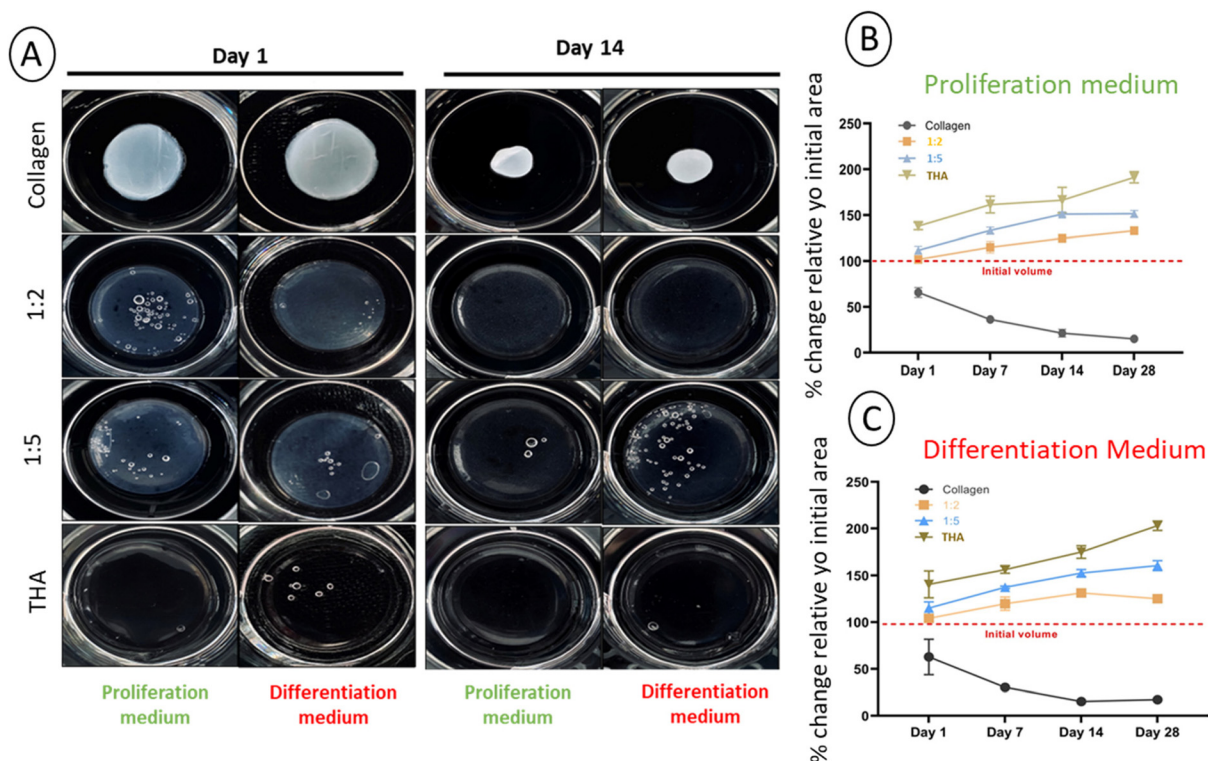 A
Day 1
Day 14
Collagen
1:2
1:5
THA
Proliferation
medium
Differentiation
medium
Proliferation
medium
Differentiation
medium
B
Proliferation medium
% change relative yo initial area
250
200
150
100
50
0
Collagen
1:2
1:5
THA
Initial volume
Day 1
Day 7
Day 14
Day 28
C
Differentiation Medium
% change relative yo initial area
250
200
150
100
50
0
Collagen
1:2
1:5
THA
Initial volume
Day 1
Day 7
Day 14
Day 28